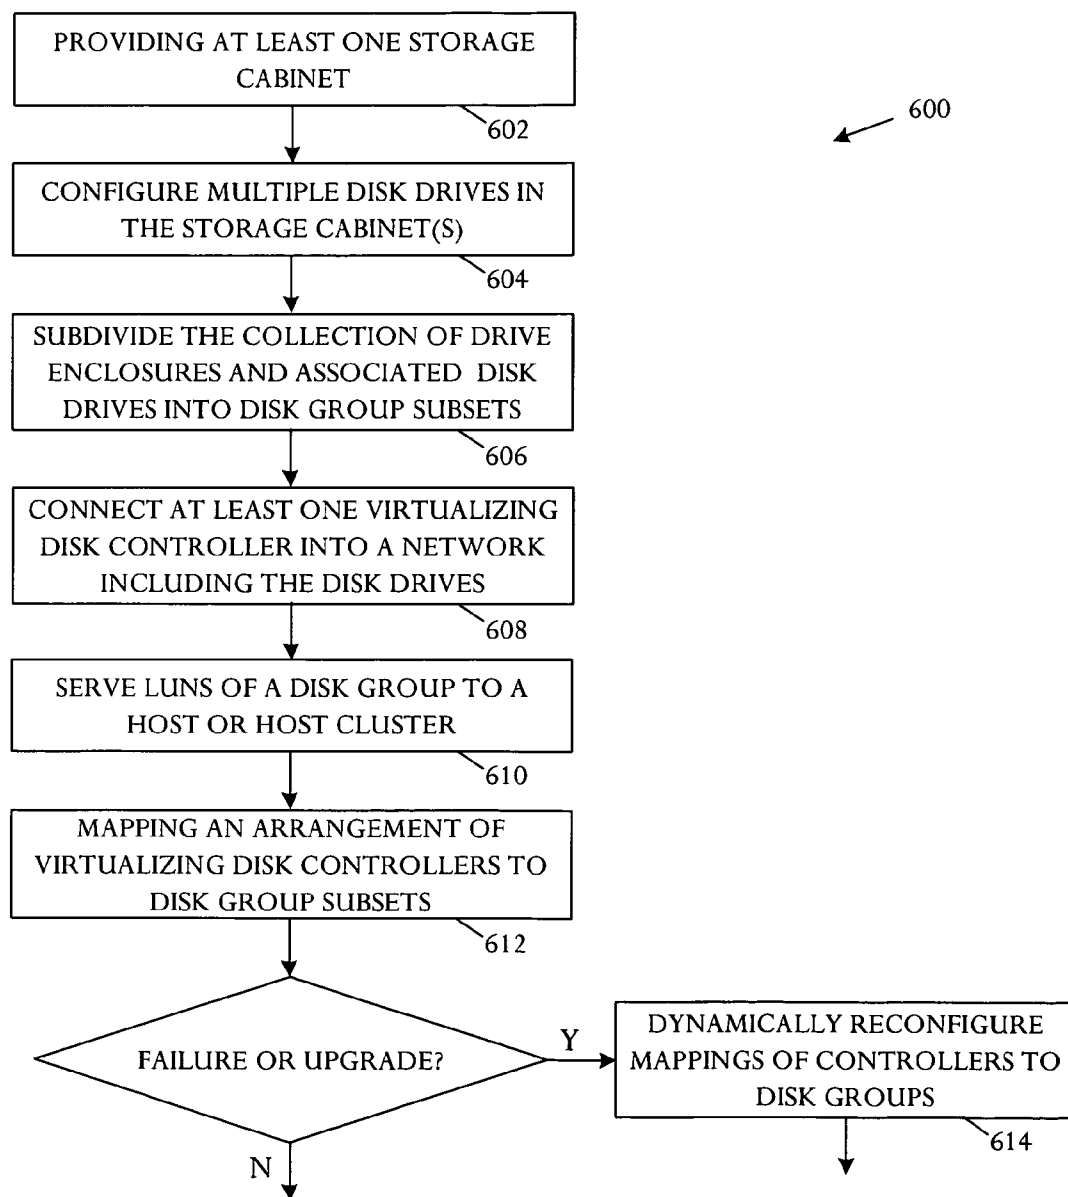 PROVIDING AT LEAST ONE STORAGE
CABINET
602
600
CONFIGURE MULTIPLE DISK DRIVES IN
THE STORAGE CABINET(S)
604
SUBDIVIDE THE COLLECTION OF DRIVE
ENCLOSURES AND ASSOCIATED DISK
DRIVES INTO DISK GROUP SUBSETS
606
CONNECT AT LEAST ONE VIRTUALIZING
DISK CONTROLLER INTO A NETWORK
INCLUDING THE DISK DRIVES
608
SERVE LUNS OF A DISK GROUP TO A
HOST OR HOST CLUSTER
610
MAPPING AN ARRANGEMENT OF
VIRTUALIZING DISK CONTROLLERS TO
DISK GROUP SUBSETS
612
FAILURE OR UPGRADE?
Y
DYNAMICALLY RECONFIGURE
MAPPINGS OF CONTROLLERS TO
DISK GROUPS
614
N